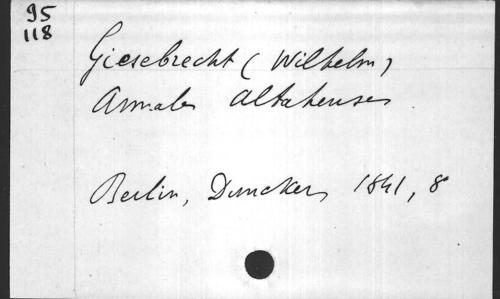 95
118
Giesebrecht (Wilhelm)
Annales Altahenses
Berlin, Duncker, 1841, 8